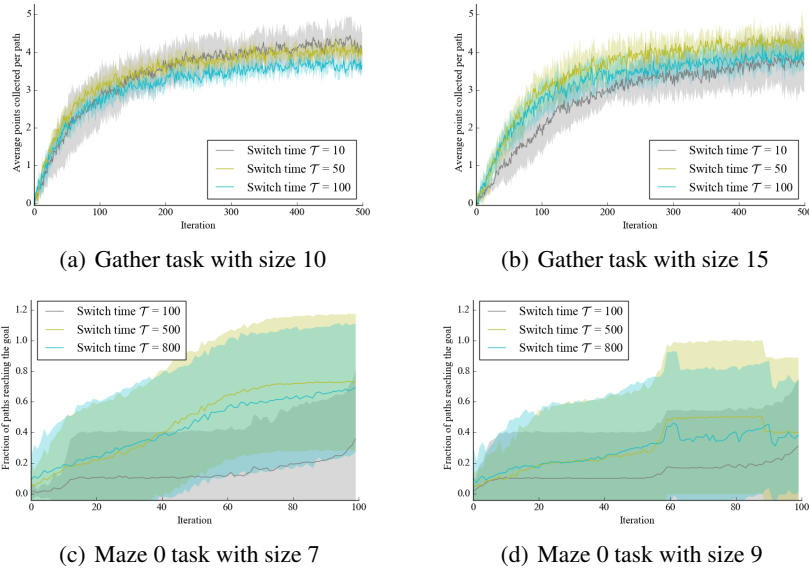 Average points collected per path
5
4
3
2
1
0
0 100 200 300 400 500
Iteration
Switch time 𝒯 = 10
Switch time 𝒯 = 50
Switch time 𝒯 = 100
(a) Gather task with size 10
Average points collected per path
5
4
3
2
1
0
0 100 200 300 400 500
Iteration
Switch time 𝒯 = 10
Switch time 𝒯 = 50
Switch time 𝒯 = 100
(b) Gather task with size 15
Fraction of paths reaching the goal
1.2
1.0
0.8
0.6
0.4
0.2
0.0
0 20 40 60 80 100
Iteration
Switch time 𝒯 = 100
Switch time 𝒯 = 500
Switch time 𝒯 = 800
(c) Maze 0 task with size 7
Fraction of paths reaching the goal
1.2
1.0
0.8
0.6
0.4
0.2
0.0
0 20 40 60 80 100
Iteration
Switch time 𝒯 = 100
Switch time 𝒯 = 500
Switch time 𝒯 = 800
(d) Maze 0 task with size 9